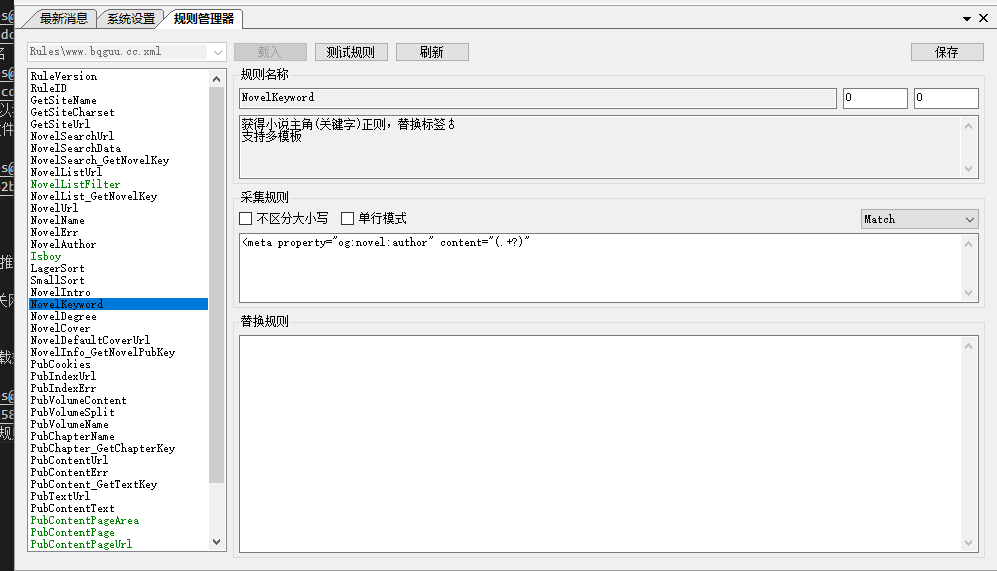 最新消息 系统设置 规则管理器
Rules\www.bqguu.cc.xml 载入 测试规则 刷新 保存
RuleVersion
RuleID
GetSiteName
GetSiteCharset
GetSiteUrl
NovelSearchUrl
NovelSearchData
NovelSearch_GetNovelKey
NovelListUrl
NovelListFilter
NovelList_GetNovelKey
NovelUrl
NovelName
NovelErr
NovelAuthor
Isboy
LagerSort
SmallSort
NovelIntro
NovelKeyword
NovelDegree
NovelCover
NovelDefaultCoverUrl
NovelInfo_GetNovelPubKey
PubCookies
PubIndexUrl
PubIndexErr
PubVolumeContent
PubVolumeSplit
PubVolumeName
PubChapterName
PubChapter_GetChapterKey
PubContentUrl
PubContentErr
PubContent_GetTextKey
PubTextUrl
PubContentText
PubContentPageArea
PubContentPage
PubContentPageUrl
规则名称
NovelKeyword 0 0
获得小说主角(关键字)正则，替换标签♂
支持多模板
采集规则
不区分大小写 单行模式 Match
<meta property="og:novel:author" content="(.+?)"
替换规则